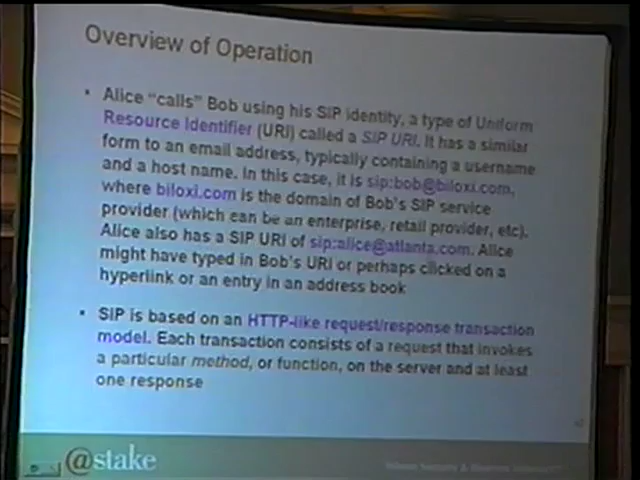 Overview of Operation
• Alice "calls" Bob using his SIP identity, a type of Uniform
Resource Identifier (URI) called a SIP URI. It has a similar
form to an email address, typically containing a username
and a host name. In this case, it is sip:bob@biloxi.com,
where biloxi.com is the domain of Bob's SIP service
provider (which can be an enterprise, retail provider, etc).
Alice also has a SIP URI of sip:alice@atlanta.com. Alice
might have typed in Bob's URI or perhaps clicked on a
hyperlink or an entry in an address book
• SIP is based on an HTTP-like request/response transaction
model. Each transaction consists of a request that invokes
a particular method, or function, on the server and at least
one response
@stake